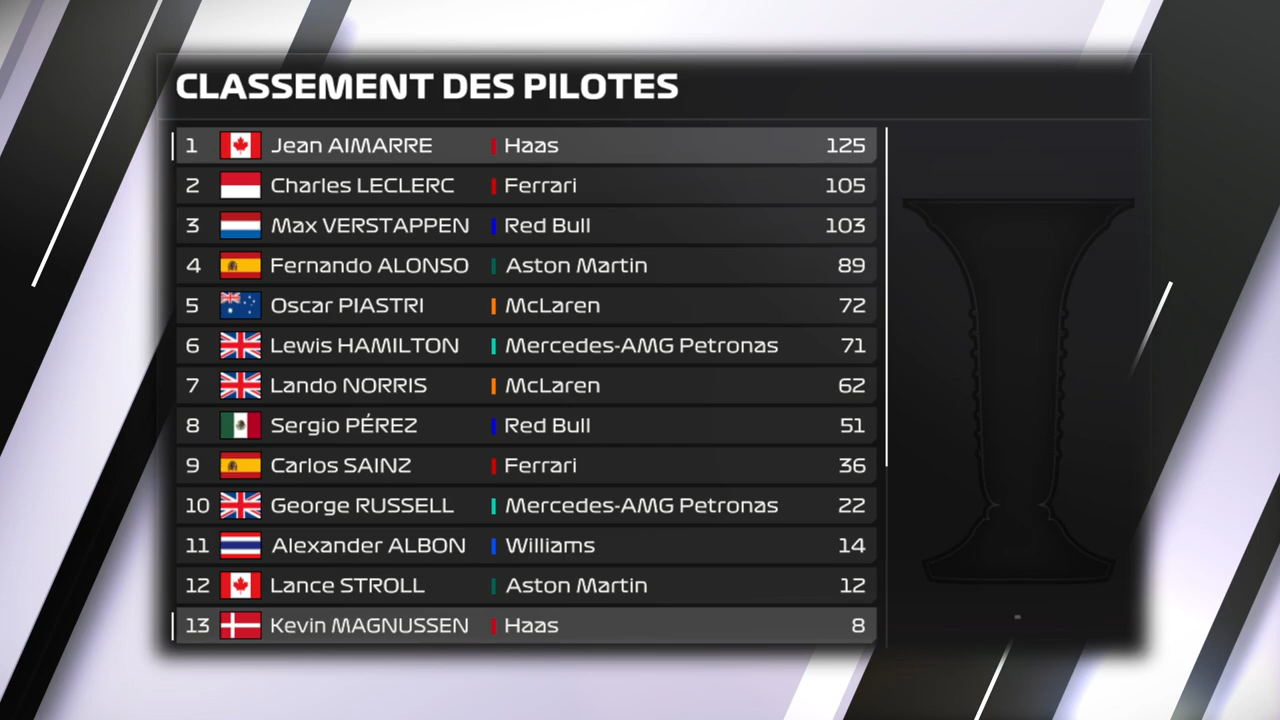 CLASSEMENT DES PILOTES
1 Jean AIMARRE Haas 125
2 Charles LECLERC Ferrari 105
3 Max VERSTAPPEN Red Bull 103
4 Fernando ALONSO Aston Martin 89
5 Oscar PIASTRI McLaren 72
6 Lewis HAMILTON Mercedes-AMG Petronas 71
7 Lando NORRIS McLaren 62
8 Sergio PÉREZ Red Bull 51
9 Carlos SAINZ Ferrari 36
10 George RUSSELL Mercedes-AMG Petronas 22
11 Alexander ALBON Williams 14
12 Lance STROLL Aston Martin 12
13 Kevin MAGNUSSEN Haas 8